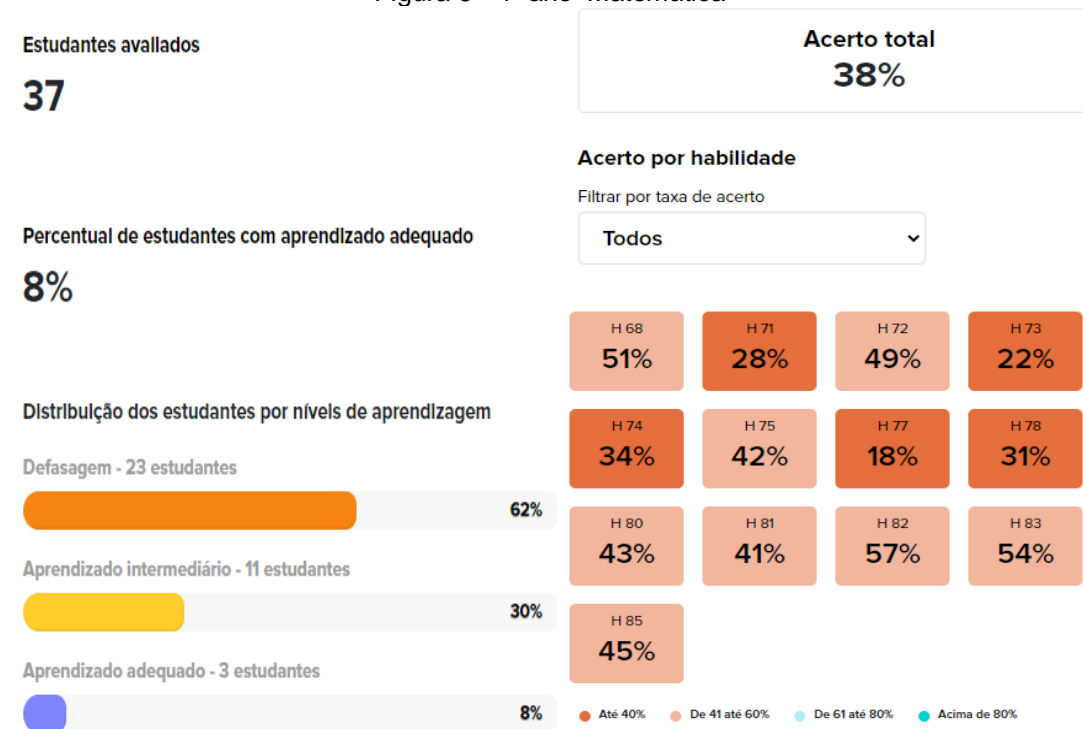 Estudantes avaliados
37
Percentual de estudantes com aprendizado adequado
8%
Distribuição dos estudantes por níveis de aprendizagem
Defasagem - 23 estudantes
62%
Aprendizado intermediário - 11 estudantes
30%
Aprendizado adequado - 3 estudantes
8%
Acerto total
38%
Acerto por habilidade
Filtrar por taxa de acerto
Todos
H 68 H 71 H 72 H 73
51% 28% 49% 22%
H 74 H 75 H 77 H 78
34% 42% 18% 31%
H 80 H 81 H 82 H 83
43% 41% 57% 54%
H 85
45%
Até 40% De 41 até 60% De 61 até 80% Acima de 80%